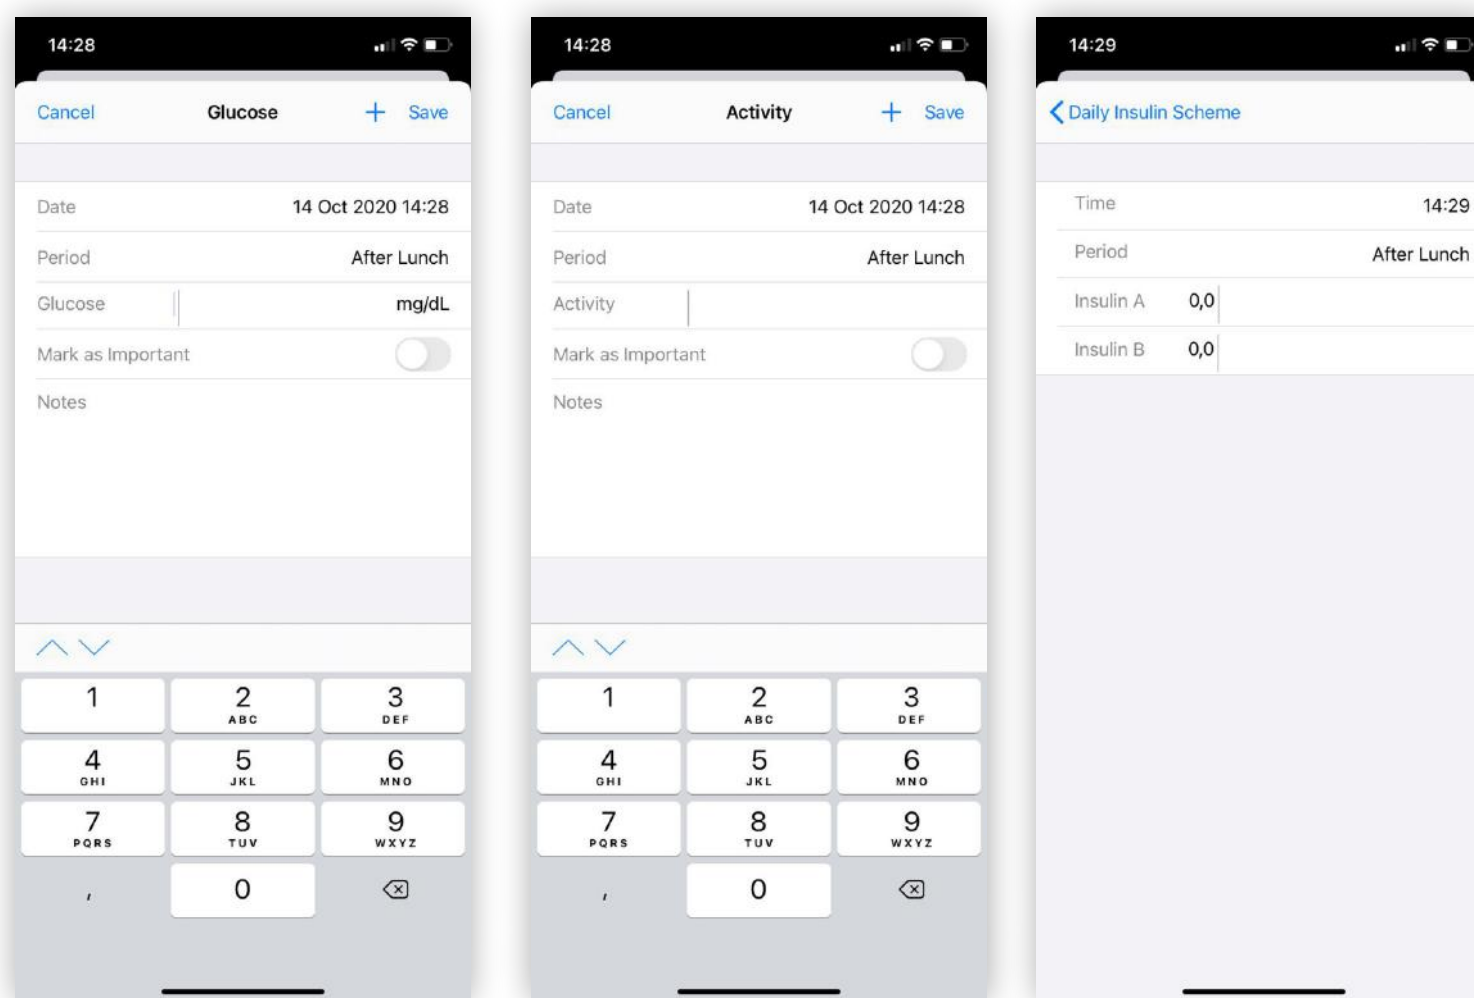 14:28
Cancel Glucose + Save
Date 14 Oct 2020 14:28
Period After Lunch
Glucose mg/dL
Mark as Important
Notes
1 2 3
ABC DEF
4 5 6
GHI JKL MNO
7 8 9
PQRS TUV WXYZ
, 0
14:28
Cancel Activity + Save
Date 14 Oct 2020 14:28
Period After Lunch
Activity
Mark as Important
Notes
1 2 3
ABC DEF
4 5 6
GHI JKL MNO
7 8 9
PQRS TUV WXYZ
, 0
14:29
Daily Insulin Scheme
Time 14:29
Period After Lunch
Insulin A 0,0
Insulin B 0,0